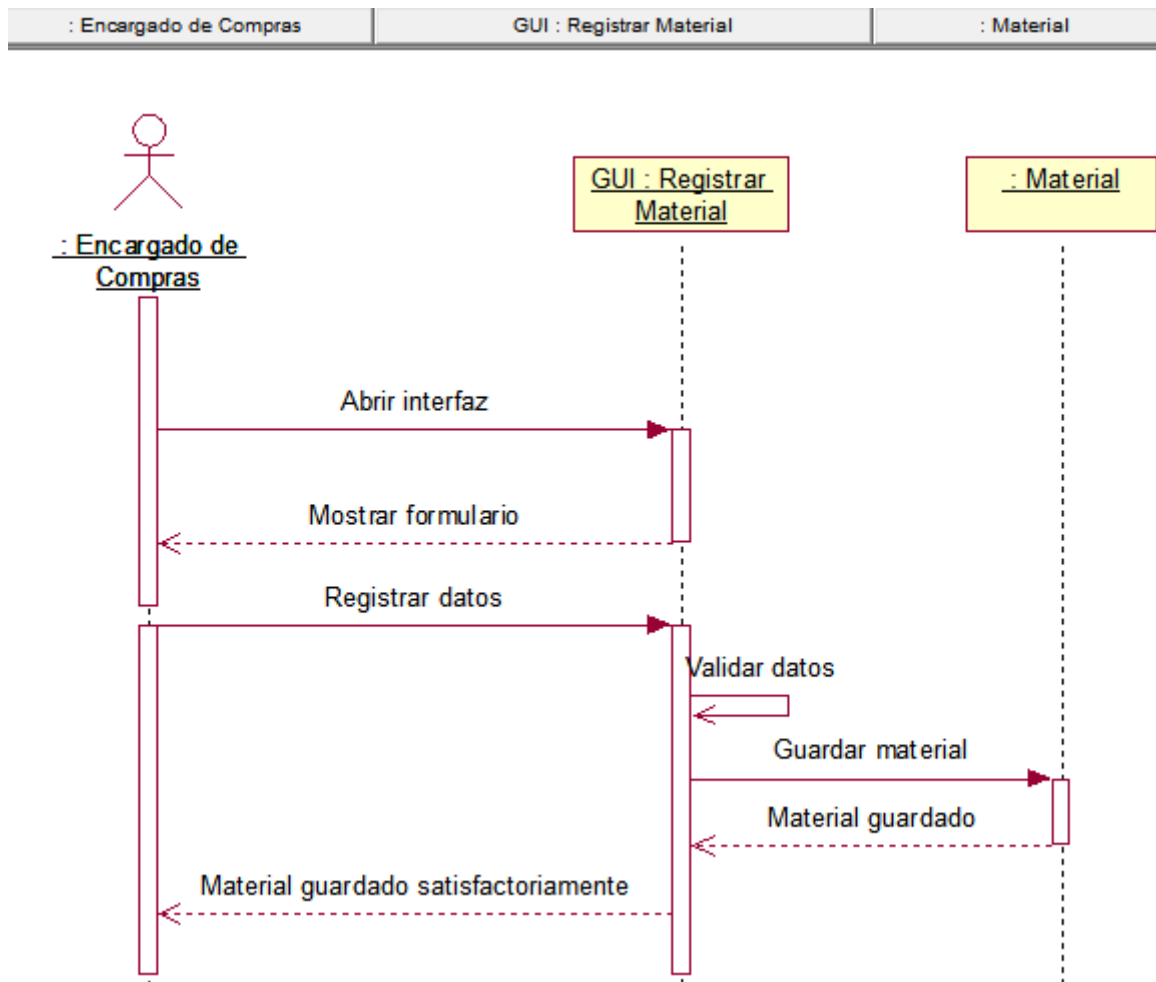 : Encargado de Compras
GUI : Registrar Material
: Material
: Encargado de
Compras
GUI : Registrar
Material
: Material
Abrir interfaz
Mostrar formulario
Registrar datos
Validar datos
Guardar material
Material guardado
Material guardado satisfactoriamente